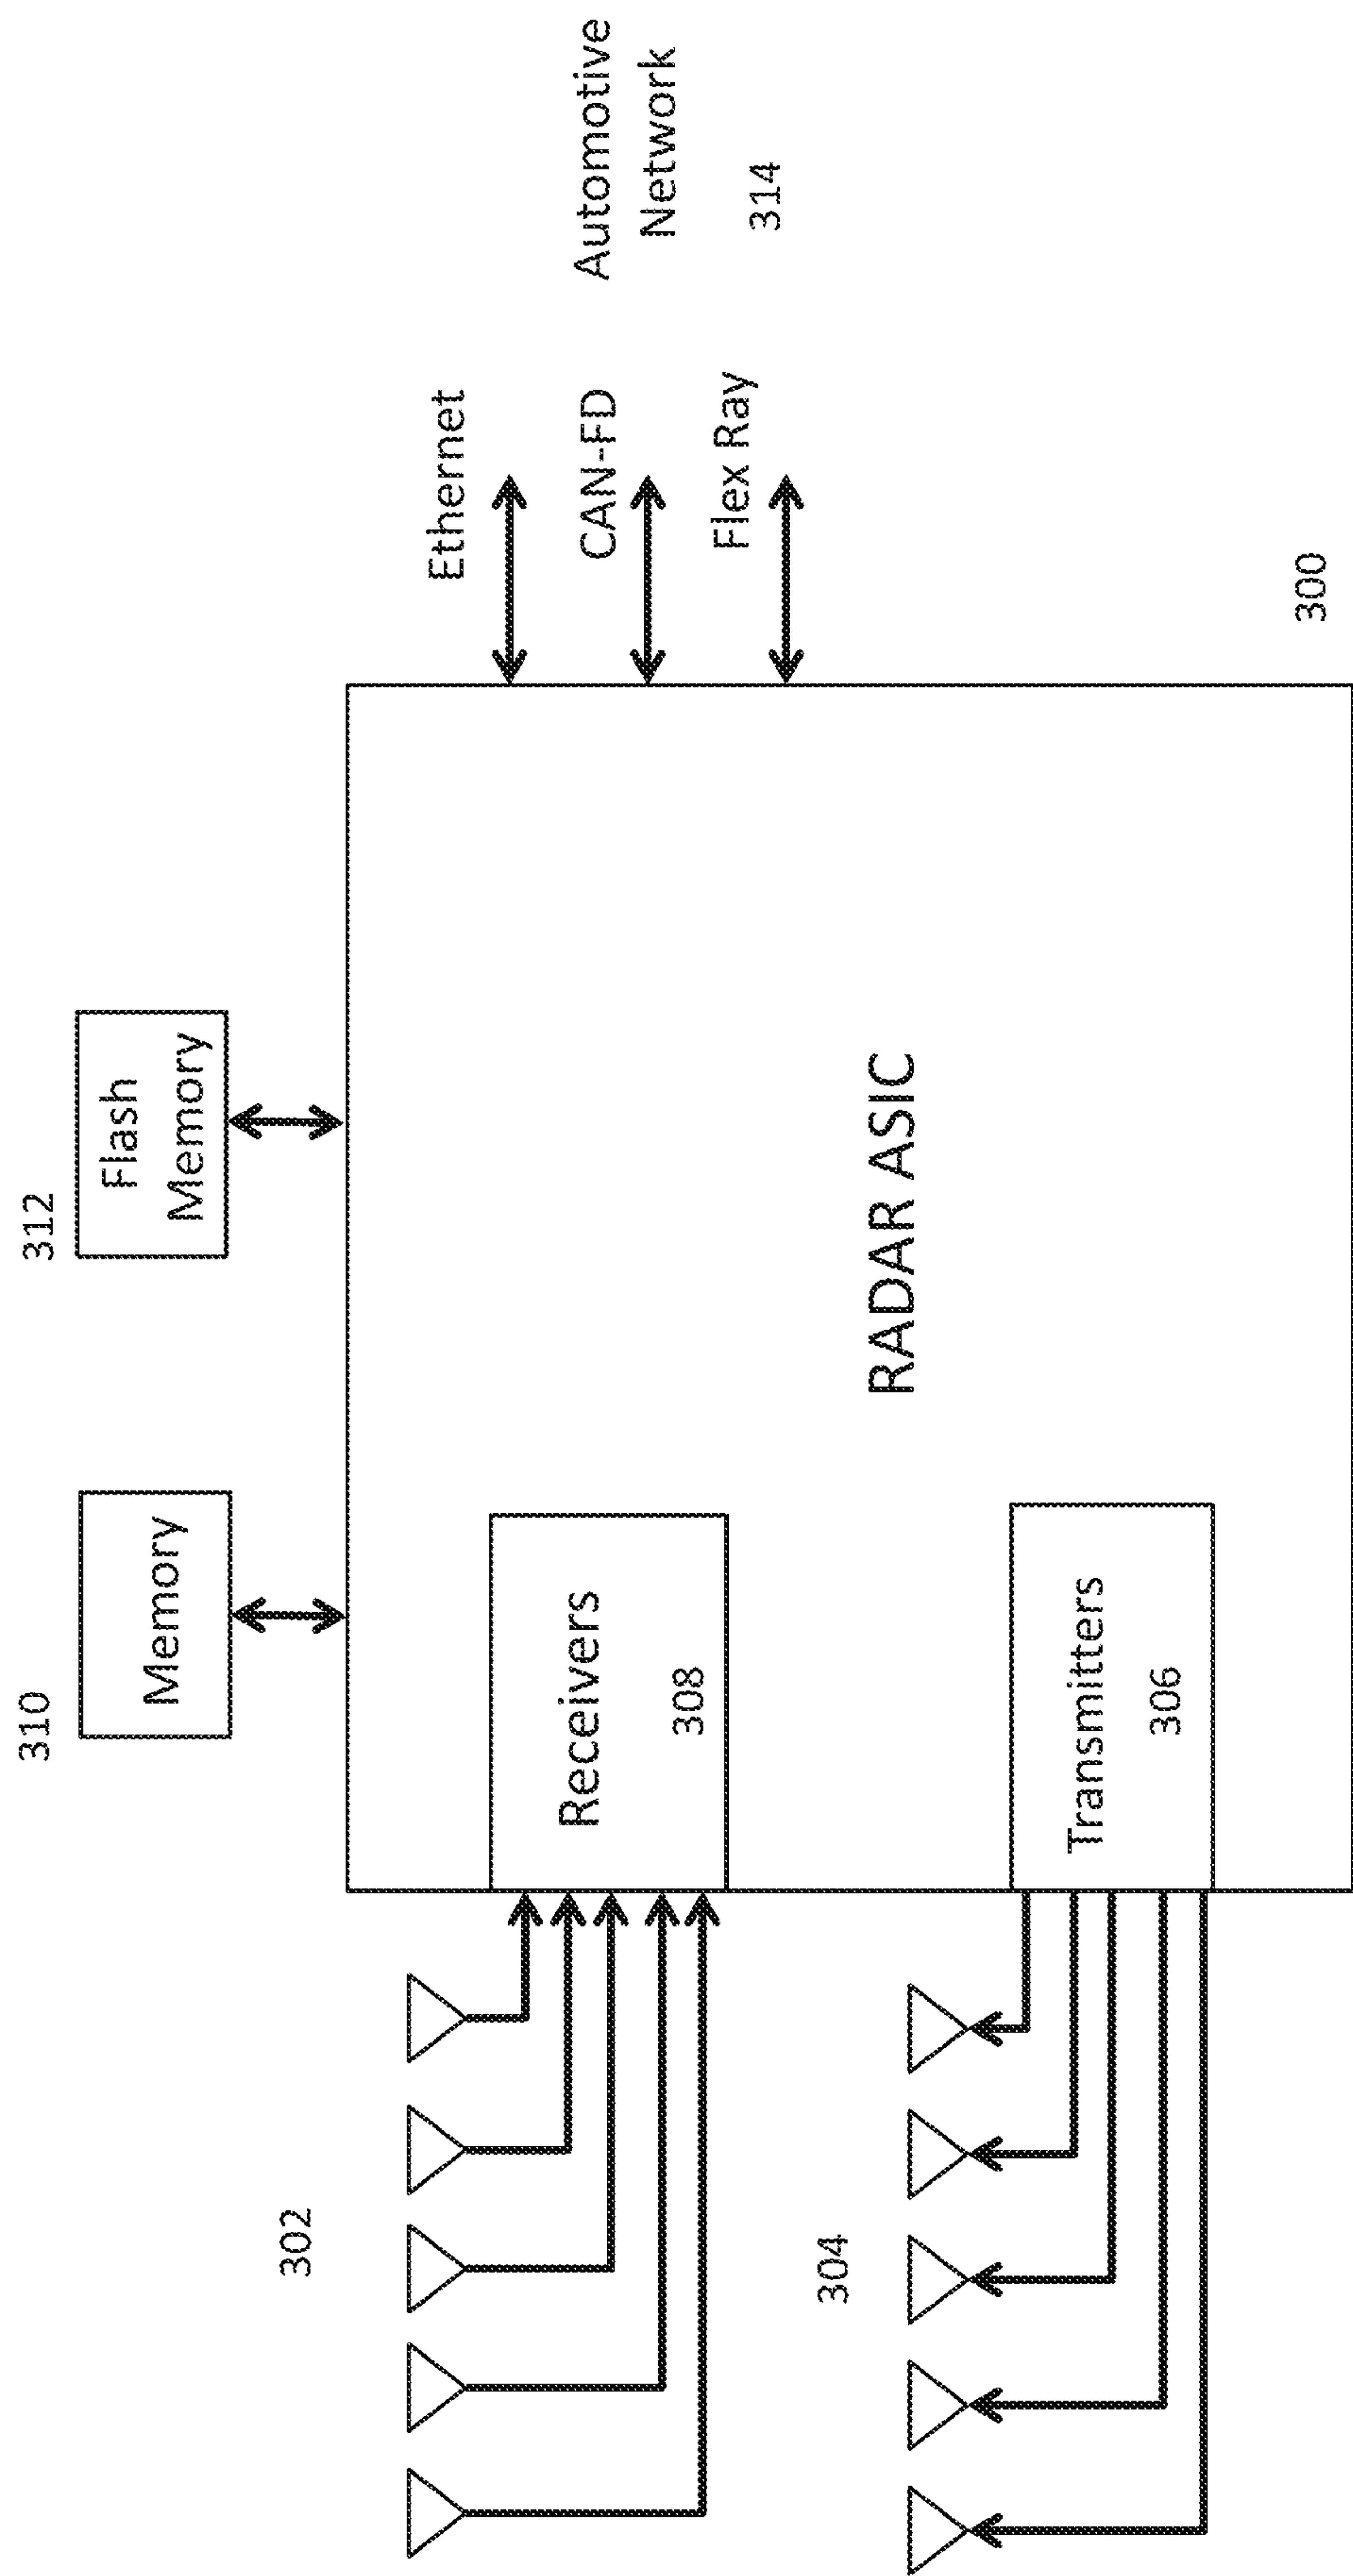 310
Memory
312
Flash
Memory
302
Receivers
308
304
Transmitters
306
RADAR ASIC
Ethernet
CAN-FD
Flex Ray
Automotive
Network
314
300